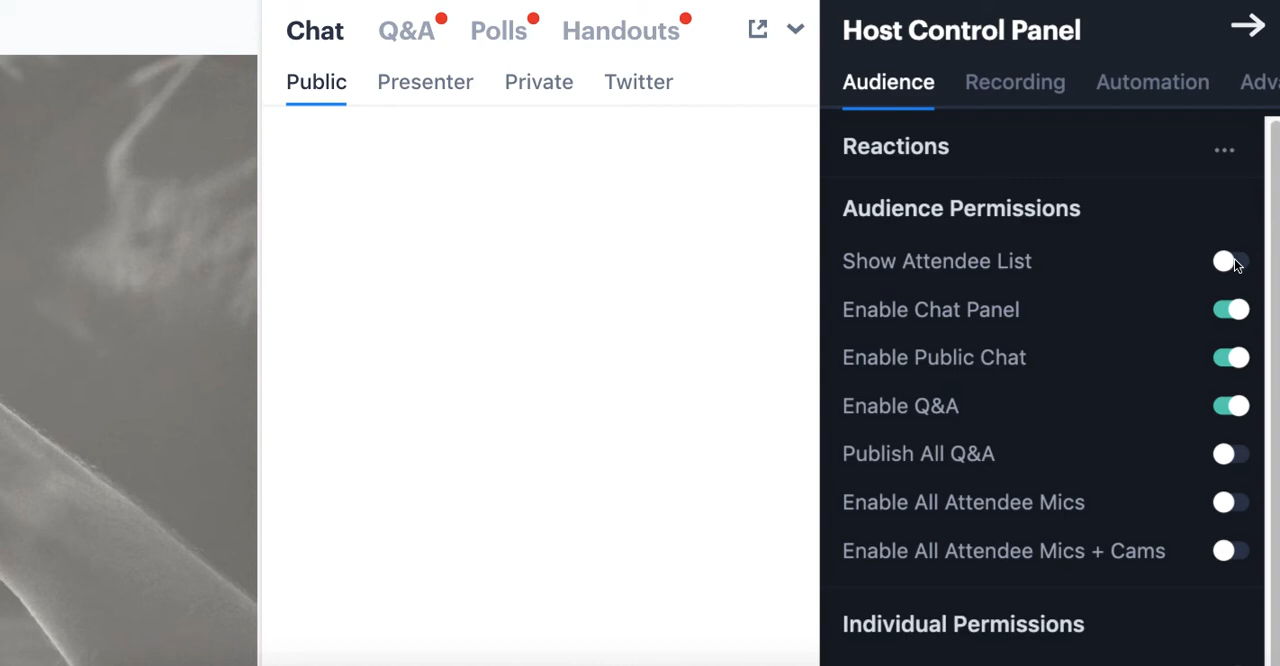 Chat Q&A Polls Handouts
Public Presenter Private Twitter
Host Control Panel
Audience Recording Automation Adva
Reactions
Audience Permissions
Show Attendee List
Enable Chat Panel
Enable Public Chat
Enable Q&A
Publish All Q&A
Enable All Attendee Mics
Enable All Attendee Mics + Cams
Individual Permissions